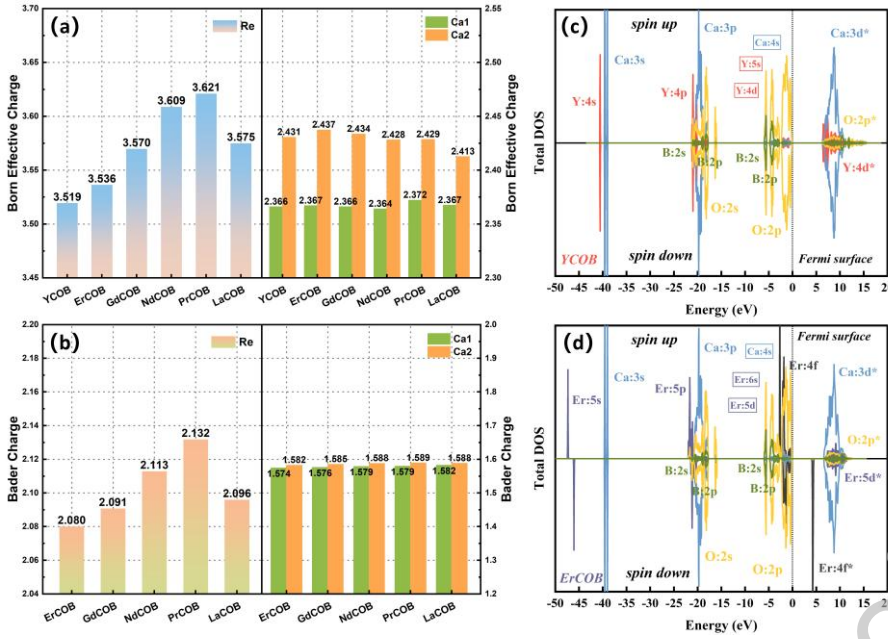 (a)
Born Effective Charge
3.70
3.65
3.60
3.55
3.50
3.45
Re
3.519
3.536
3.570
3.609
3.621
3.575
YCOB
ErCOB
GdCOB
NdCOB
PrCOB
LaCOB
Ca1
Ca2
2.431
2.437
2.434
2.428
2.429
2.413
2.366
2.367
2.366
2.364
2.372
2.367
YCOB
ErCOB
GdCOB
NdCOB
PrCOB
LaCOB
2.55
2.50
2.45
2.40
2.35
2.30
Born Effective Charge
(c)
Total DOS
spin up
Ca:3p
Ca:4s
Ca:3d*
Ca:3s
Y:5s
Y:4s
Y:4p
Y:4d
O:2p*
B:2s
B:2p
B:2s
B:2p
Y:4d*
O:2s
O:2p
YCOB
spin down
Fermi surface
-50 -45 -40 -35 -30 -25 -20 -15 -10 -5 0 5 10 15 20
Energy (eV)
(b)
Bader Charge
2.20
2.18
2.16
2.14
2.12
2.10
2.08
2.06
2.04
Re
2.080
2.091
2.113
2.132
2.096
ErCOB
GdCOB
NdCOB
PrCOB
LaCOB
Ca1
Ca2
1.582
1.585
1.588
1.589
1.588
1.574
1.576
1.579
1.579
1.582
ErCOB
GdCOB
NdCOB
PrCOB
LaCOB
2.0
1.9
1.8
1.7
1.6
1.5
1.4
1.3
1.2
Bader Charge
(d)
Total DOS
spin up
Fermi surface
Ca:3p
Ca:4s
Er:4f
Ca:3d*
Ca:3s
Er:5s
Er:5p
Er:6s
Er:5d
O:2p*
B:2s
B:2p
B:2s
B:2p
Er:5d*
O:2s
O:2p
Er:4f*
ErCOB
spin down
-50 -45 -40 -35 -30 -25 -20 -15 -10 -5 0 5 10 15 20
Energy (eV)